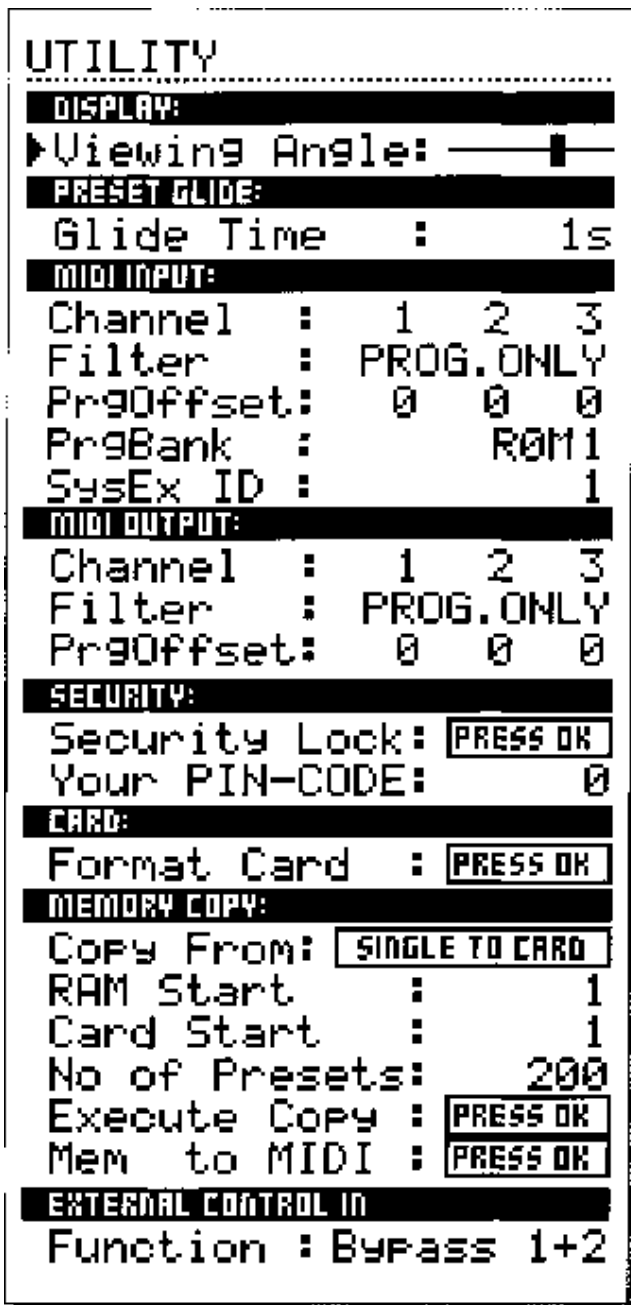 UTILITY
DISPLAY:
Viewing Angle:
PRESET GLIDE:
Glide Time : 1s
MIDI INPUT:
Channel : 1 2 3
Filter : PROG.ONLY
PrgOffset: 0 0 0
PrgBank : ROM1
SysEx ID : 1
MIDI OUTPUT:
Channel : 1 2 3
Filter : PROG.ONLY
PrgOffset: 0 0 0
SECURITY:
Security Lock: PRESS OK
Your PIN-CODE: 0
CARD:
Format Card : PRESS OK
MEMORY COPY:
Copy From: SINGLE TO CARD
RAM Start : 1
Card Start : 1
No of Presets: 200
Execute Copy : PRESS OK
Mem to MIDI : PRESS OK
EXTERNAL CONTROL IN
Function : Bypass 1+2